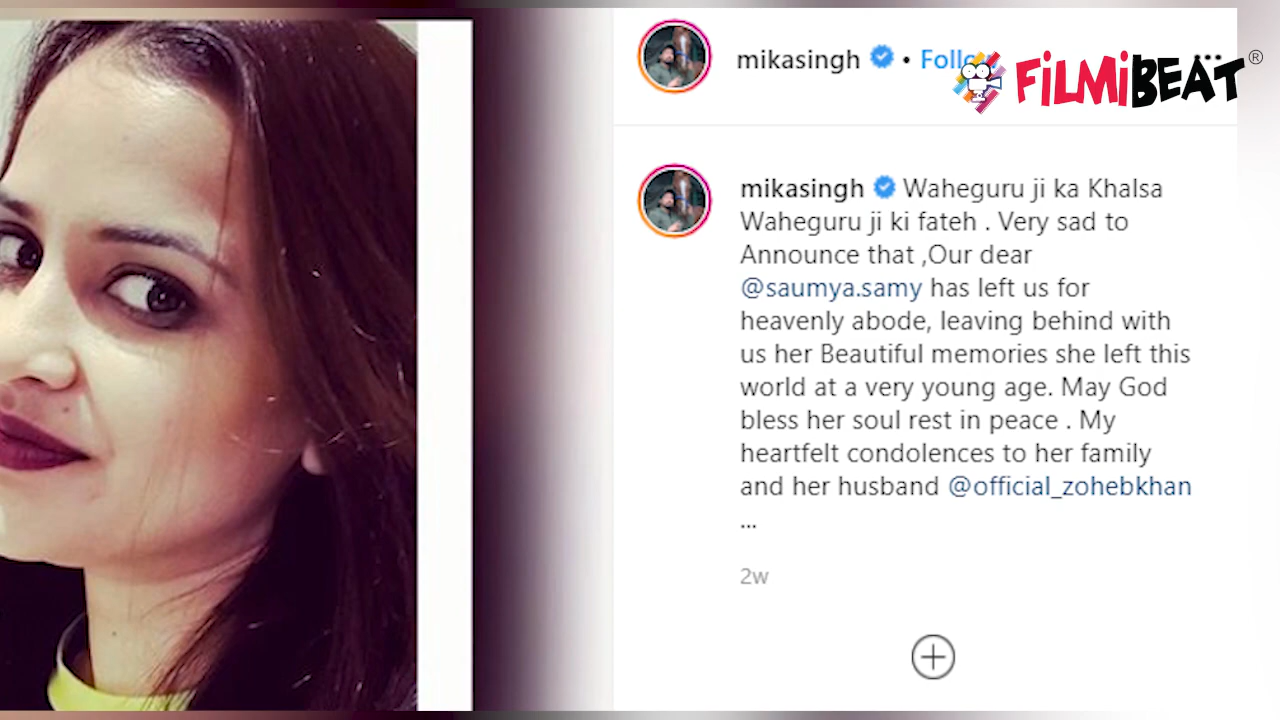 mikasingh • Follo
FiLMiBEAT®
mikasingh Waheguru ji ka Khalsa
Waheguru ji ki fateh . Very sad to
Announce that ,Our dear
@saumya.samy has left us for
heavenly abode, leaving behind with
us her Beautiful memories she left this
world at a very young age. May God
bless her soul rest in peace . My
heartfelt condolences to her family
and her husband @official_zohebkhan
...
2w